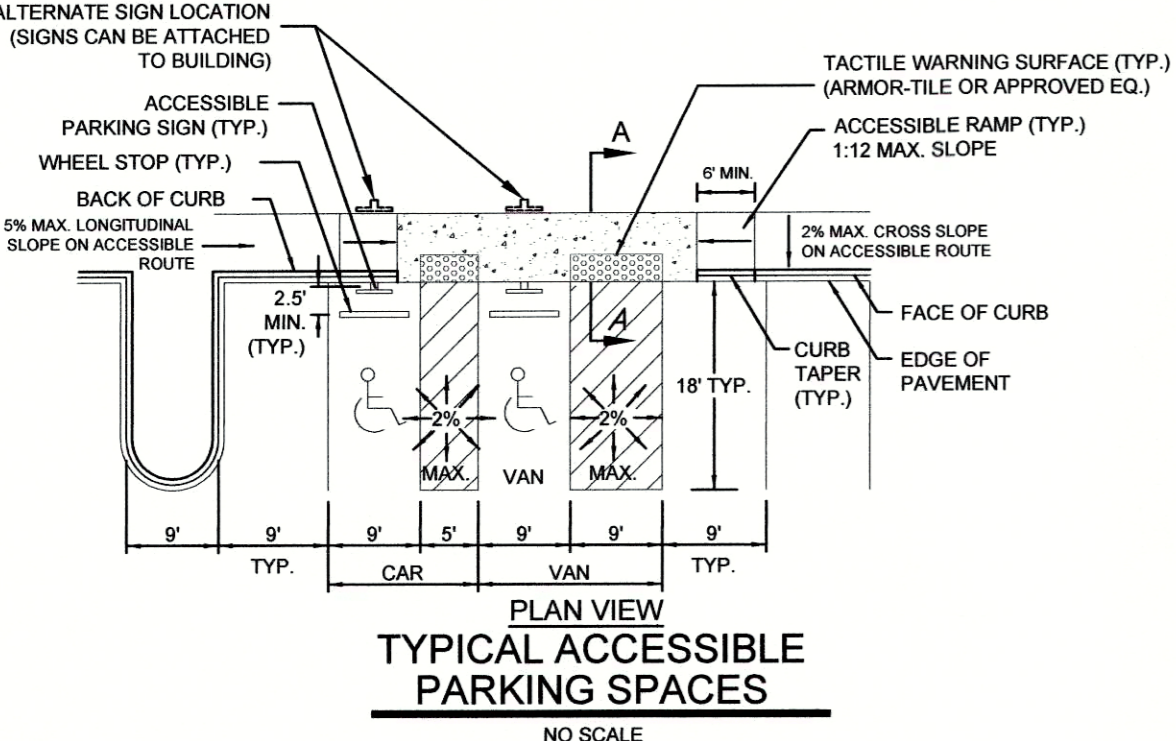 ALTERNATE SIGN LOCATION
(SIGNS CAN BE ATTACHED
TO BUILDING)
ACCESSIBLE
PARKING SIGN (TYP.)
WHEEL STOP (TYP.)
BACK OF CURB
5% MAX. LONGITUDINAL
SLOPE ON ACCESSIBLE
ROUTE
TACTILE WARNING SURFACE (TYP.)
(ARMOR-TILE OR APPROVED EQ.)
ACCESSIBLE RAMP (TYP.)
1:12 MAX. SLOPE
A
6' MIN.
2% MAX. CROSS SLOPE
ON ACCESSIBLE ROUTE
2.5'
MIN.
(TYP.)
A
FACE OF CURB
CURB
TAPER
(TYP.)
EDGE OF
PAVEMENT
18' TYP.
2%
MAX.
VAN
2%
MAX.
9'
9'
TYP.
9'
5'
9'
9'
9'
TYP.
CAR
VAN
PLAN VIEW
TYPICAL ACCESSIBLE
PARKING SPACES
NO SCALE